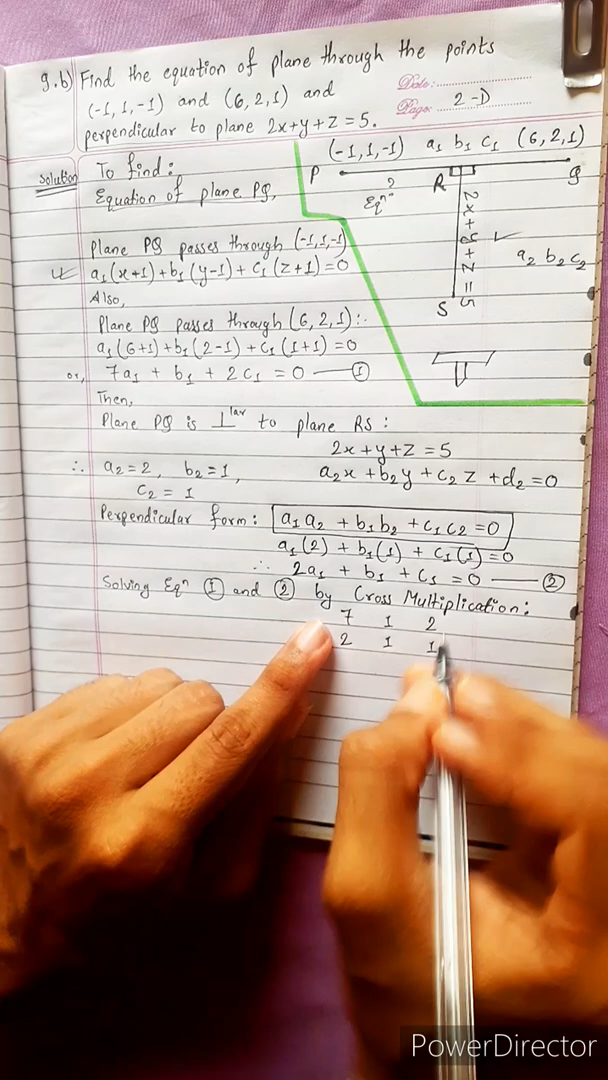 9.b) Find the equation of plane through the points
(-1, 1, -1) and (6, 2, 1) and
perpendicular to plane 2x+y+z=5.
Date:
Page: 2-D
Solution
To find:
Equation of plane PQ,
(-1, 1, -1) a₁ b₁ c₁ (6, 2, 1)
P ? R Q
Eqⁿ
2x+y+z=5
a₂ b₂ c₂
S
Plane PQ passes through (-1, 1, -1)
a₁(x+1)+b₁(y-1)+c₁(z+1)=0
Also,
Plane PQ passes through (6, 2, 1):
a₁(6+1)+b₁(2-1)+c₁(1+1)=0
or, 7a₁ + b₁ + 2c₁ = 0 — ①
Then,
Plane PQ is ⊥lar to plane RS:
2x+y+z=5
∴ a₂=2, b₂=1, a₂x+b₂y+c₂z+d₂=0
c₂=1
Perpendicular form: a₁a₂+b₁b₂+c₁c₂=0
a₁(2)+b₁(1)+c₁(1)=0
∴ 2a₁+b₁+c₁=0 — ②
Solving Eqⁿ ① and ② by Cross Multiplication:
7 1 2
2 1 1
PowerDirector